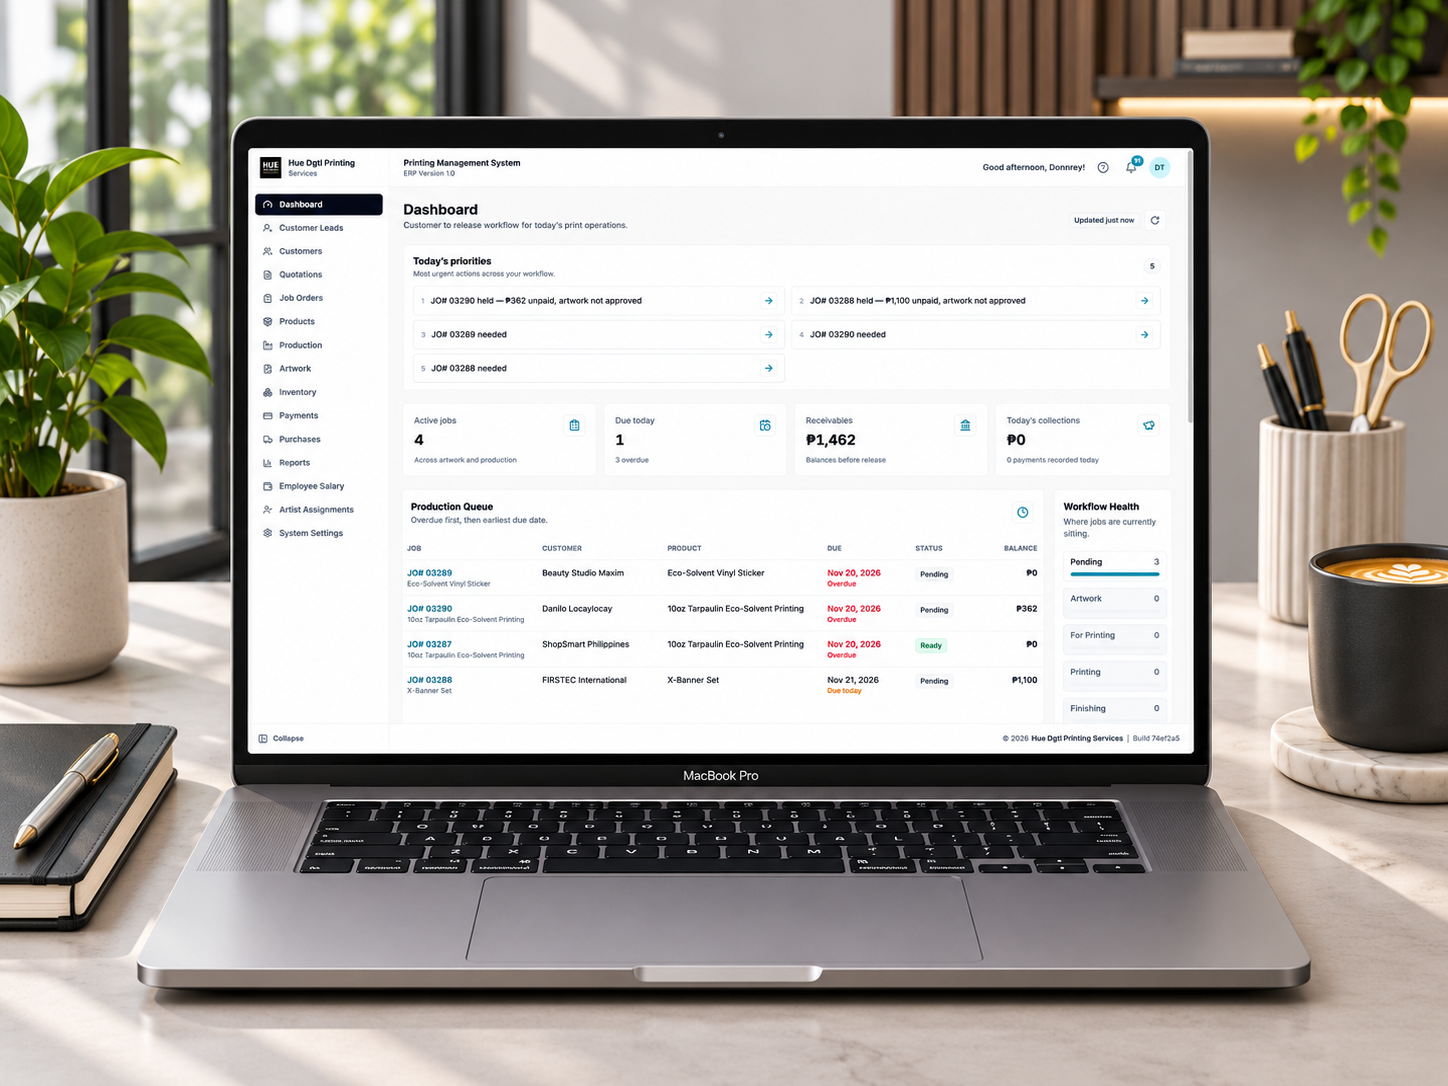 HUE
Hue Dgtl Printing
Services
Printing Management System
ERP Version 1.0
Good afternoon, Donnrey!
DT
Dashboard
Customer Leads
Customers
Quotations
Job Orders
Products
Production
Artwork
Inventory
Payments
Purchases
Reports
Employee Salary
Artist Assignments
System Settings
Collapse
Dashboard
Customer to release workflow for today's print operations.
Updated just now
Today's priorities
Most urgent actions across your workflow.
5
1 JO# 03290 held — ₱362 unpaid, artwork not approved
2 JO# 03288 held — ₱1,100 unpaid, artwork not approved
3 JO# 03289 needed
4 JO# 03290 needed
5 JO# 03288 needed
Active jobs
4
Across artwork and production
Due today
1
3 overdue
Receivables
₱1,462
Balances before release
Today's collections
₱0
0 payments recorded today
Production Queue
Overdue first, then earliest due date.
JOB CUSTOMER PRODUCT DUE STATUS BALANCE
JO# 03289 Beauty Studio Maxim Eco-Solvent Vinyl Sticker Nov 20, 2026 Pending ₱0
Eco-Solvent Vinyl Sticker Overdue
JO# 03290 Danilo Locaylocay 10oz Tarpaulin Eco-Solvent Printing Nov 20, 2026 Pending ₱362
10oz Tarpaulin Eco-Solvent Printing Overdue
JO# 03287 ShopSmart Philippines 10oz Tarpaulin Eco-Solvent Printing Nov 20, 2026 Ready ₱0
10oz Tarpaulin Eco-Solvent Printing Overdue
JO# 03288 FIRSTEC International X-Banner Set Nov 21, 2026 Pending ₱1,100
X-Banner Set Due today
Workflow Health
Where jobs are currently
sitting.
Pending 3
Artwork 0
For Printing 0
Printing 0
Finishing 0
© 2026 Hue Dgtl Printing Services | Build 74ef2a5
MacBook Pro